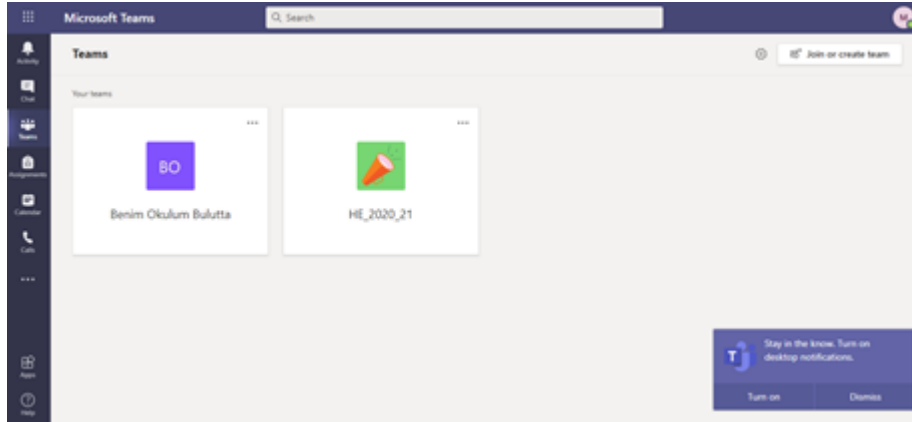 Microsoft Teams
Search
M
Activity
Chat
Teams
Assignments
Calendar
Calls
Apps
Help
Teams
Join or create team
Your teams
BO
Benim Okulum Bulutta
HE_2020_21
T
Stay in the know. Turn on
desktop notifications.
Turn on
Dismiss